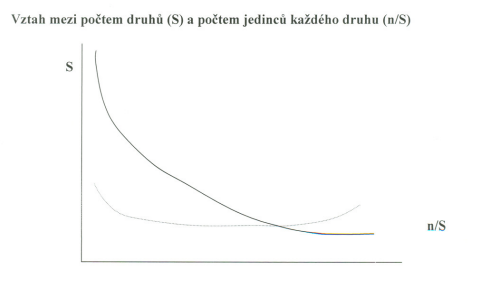 Vztah mezi počtem druhů (S) a počtem jedinců každého druhu (n/S)
S
n/S